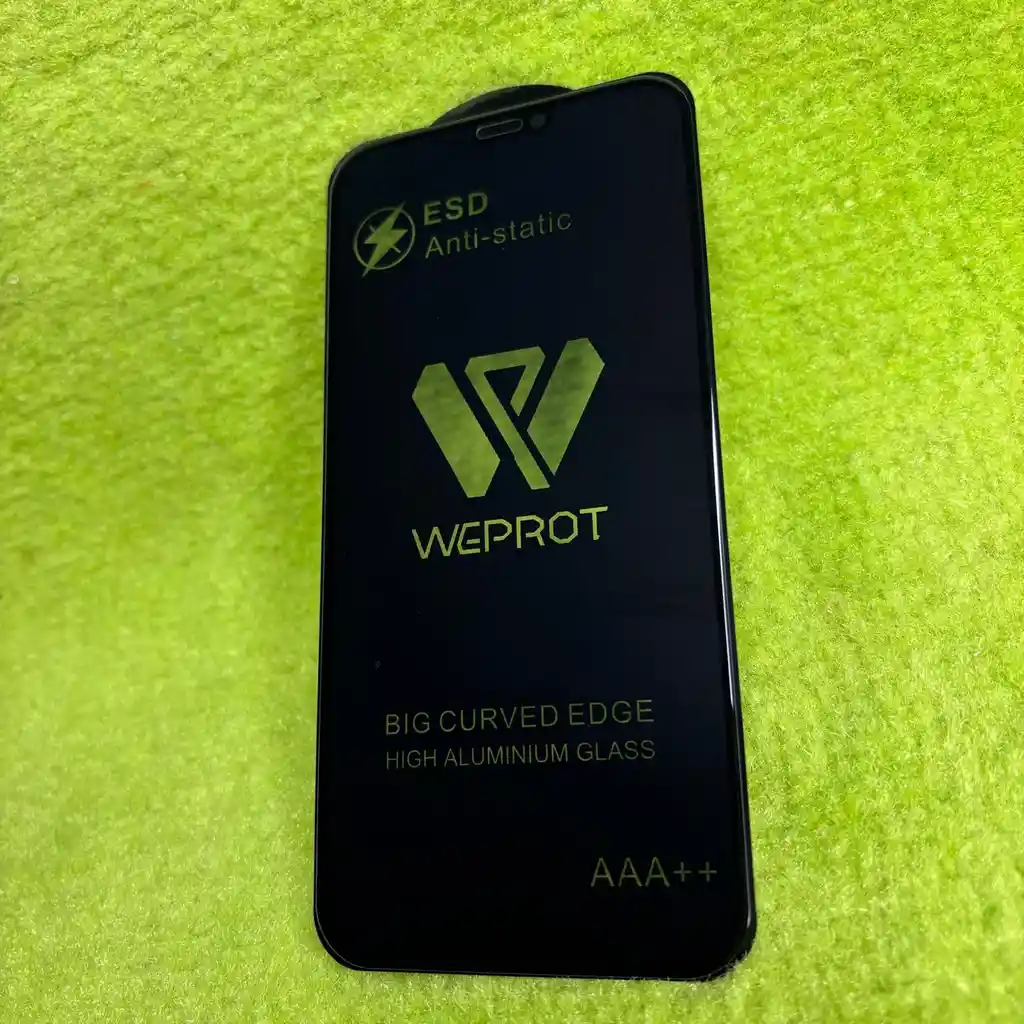 ESD
Anti-static
WEPROT
BIG CURVED EDGE
HIGH ALUMINIUM GLASS
AAA++